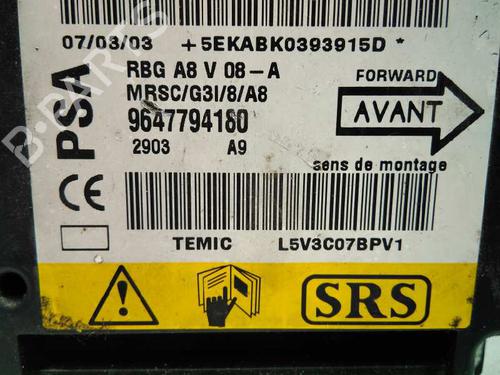 07/03/03 +5EKABK0393915D *
PSA
RBG A8 V 08-A
MRSC/G3I/8/A8
9647794180
2903 A9
FORWARD
AVANT
sens de montage
CE
TEMIC L5V3C07BPV1
SRS
B-PARTS